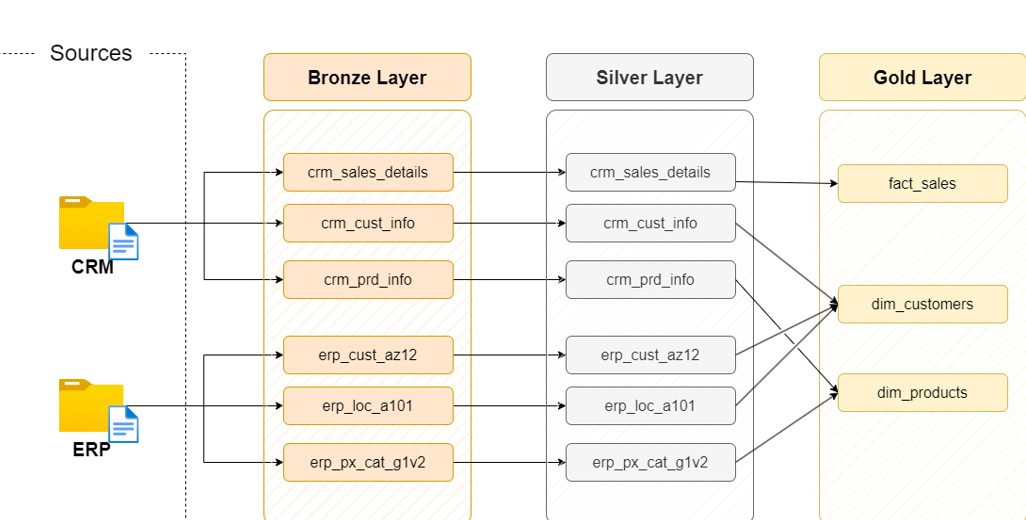 Sources
Bronze Layer
Silver Layer
Gold Layer
crm_sales_details
crm_sales_details
fact_sales
crm_cust_info
crm_cust_info
CRM
crm_prd_info
crm_prd_info
dim_customers
erp_cust_az12
erp_cust_az12
dim_products
erp_loc_a101
erp_loc_a101
ERP
erp_px_cat_g1v2
erp_px_cat_g1v2